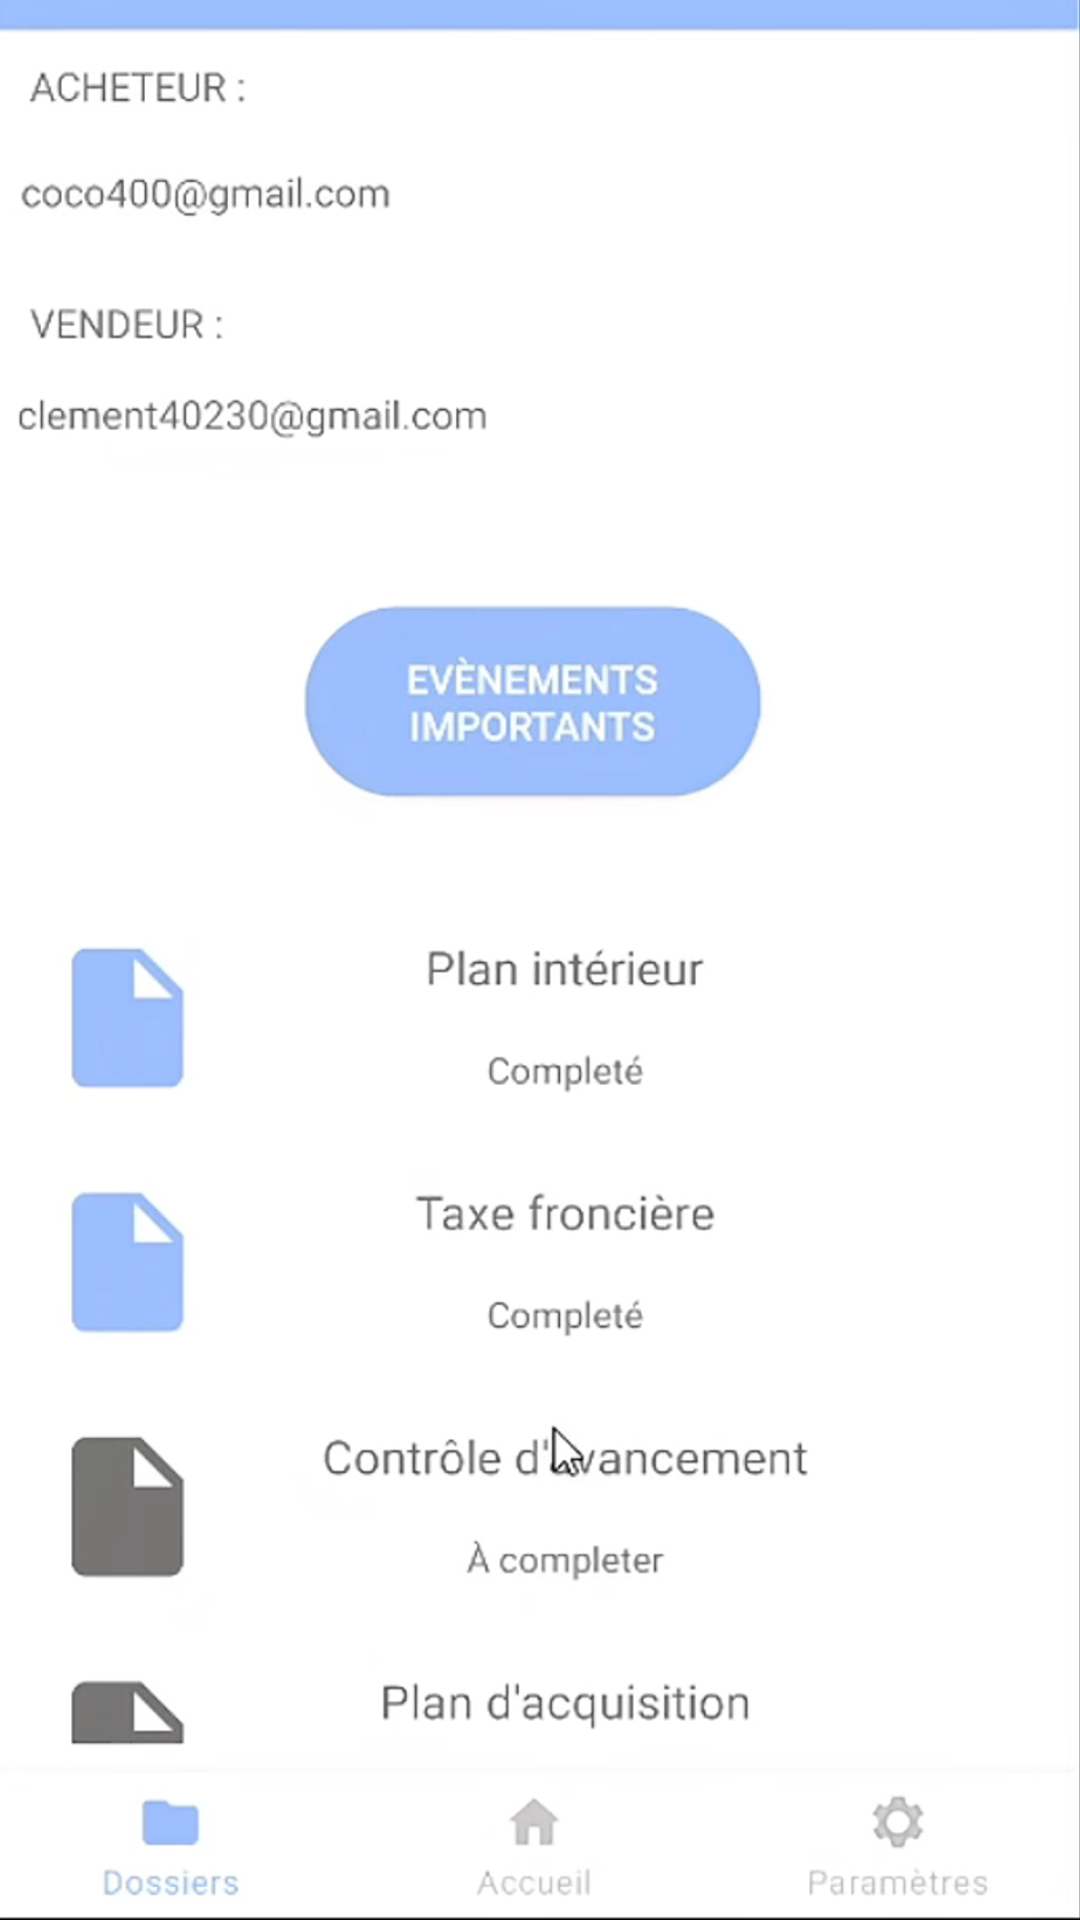 ACHETEUR :
coco400@gmail.com
VENDEUR :
clement40230@gmail.com
EVÈNEMENTS
IMPORTANTS
Plan intérieur
Completé
Taxe froncière
Completé
Contrôle d'avancement
À completer
Plan d'acquisition
Dossiers
Accueil
Paramètres